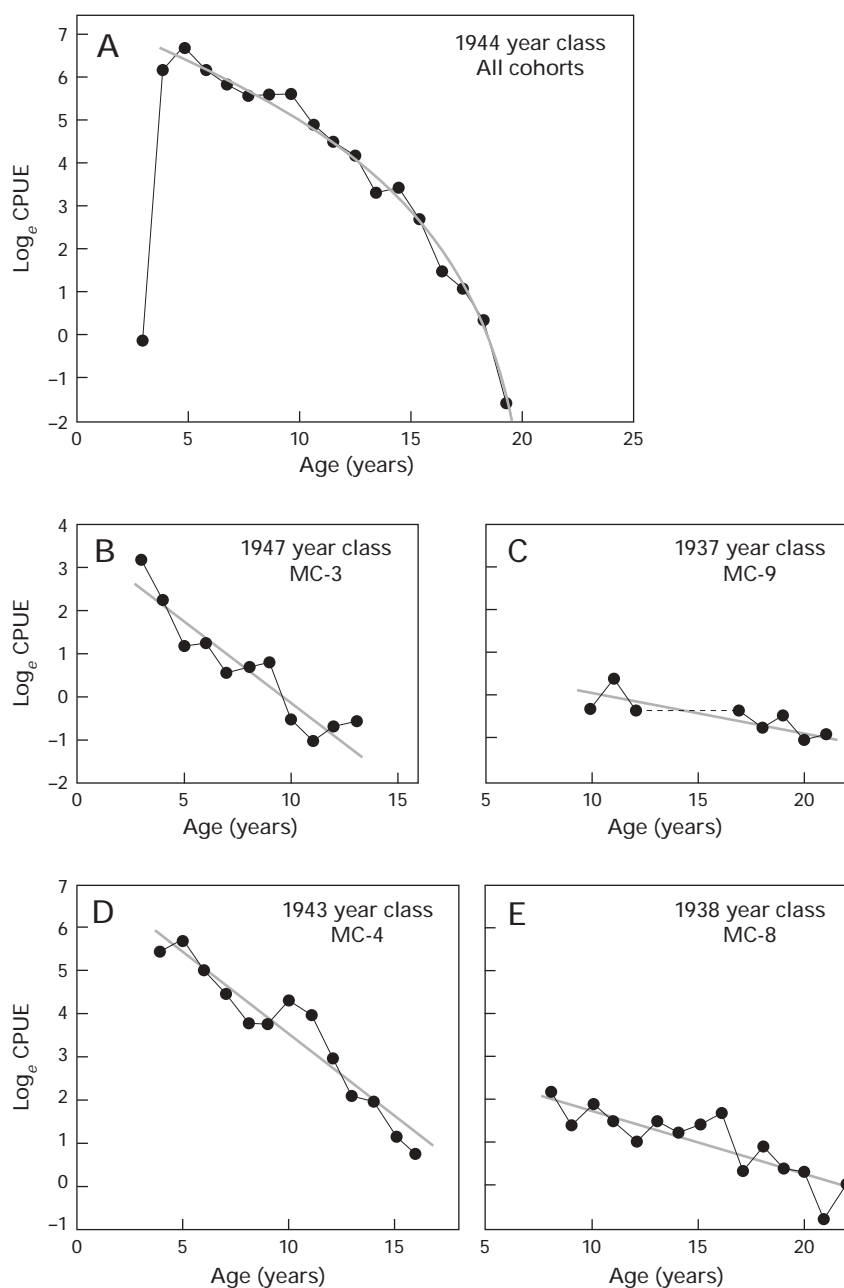 A
1944 year class
All cohorts
7
6
5
4
3
2
1
0
–1
–2
Logₑ CPUE
0 5 10 15 20 25
Age (years)
B
1947 year class
MC-3
4
3
2
1
0
–1
–2
Logₑ CPUE
0 5 10 15
Age (years)
C
1937 year class
MC-9
5 10 15 20
Age (years)
D
1943 year class
MC-4
7
6
5
4
3
2
1
0
–1
Logₑ CPUE
0 5 10 15
Age (years)
E
1938 year class
MC-8
5 10 15 20
Age (years)